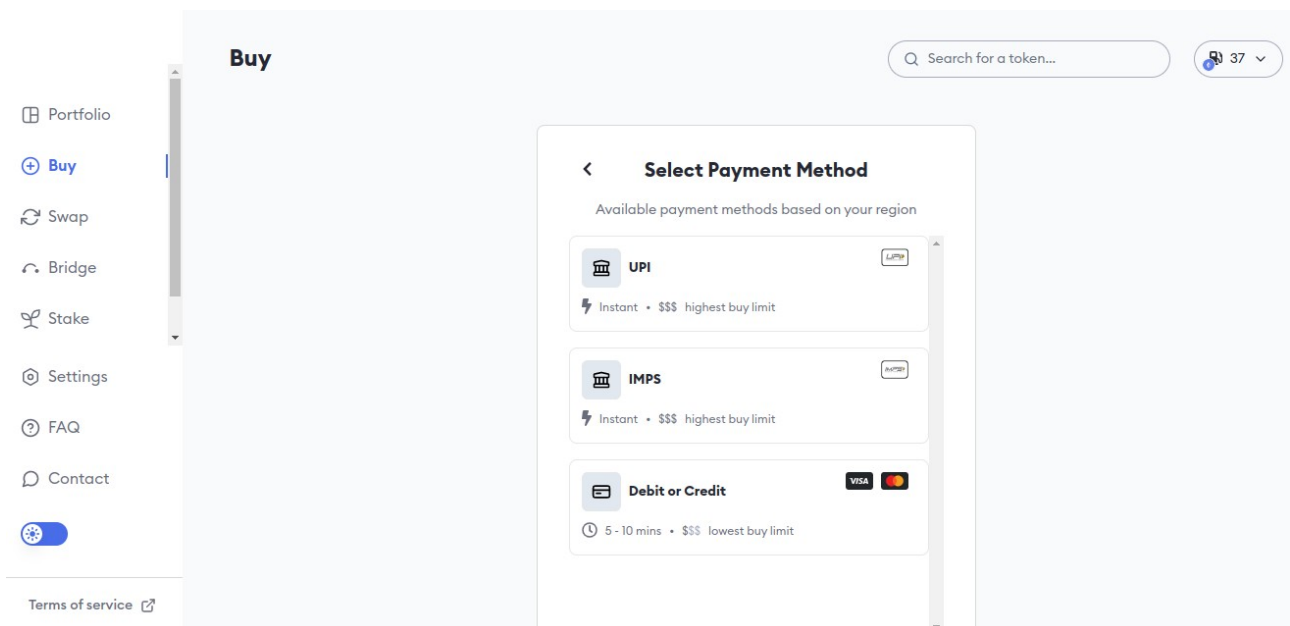 Buy
Search for a token...
37
Portfolio
Buy
Swap
Bridge
Stake
Settings
FAQ
Contact
Terms of service
Select Payment Method
Available payment methods based on your region
UPI
UPI
Instant • $$$ highest buy limit
IMPS
IMPS
Instant • $$$ highest buy limit
Debit or Credit
VISA
5 - 10 mins • $$$ lowest buy limit